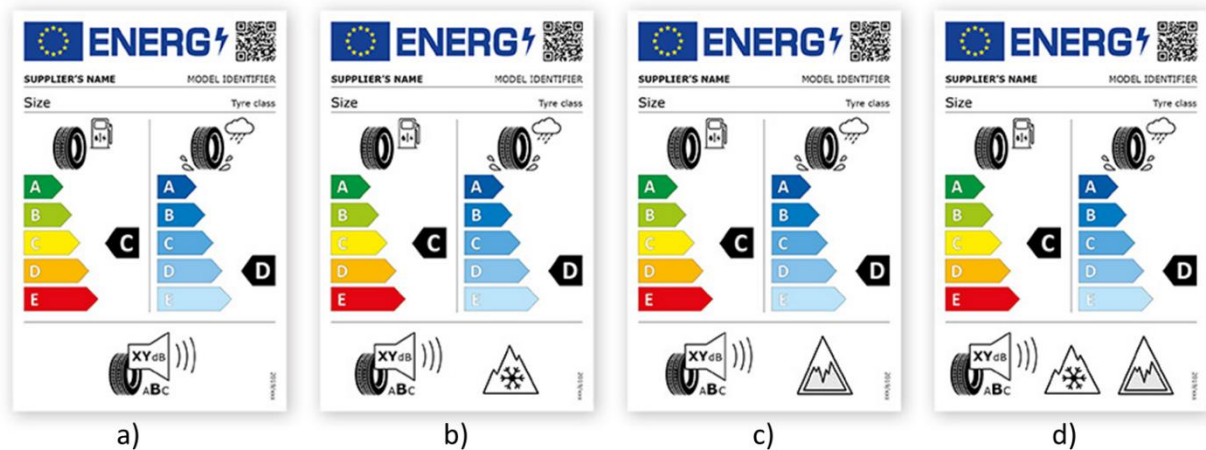 ENERG
SUPPLIER'S NAME MODEL IDENTIFIER
Size Tyre class
A A
B B
C C C
D D D
E E
XYdB
ABC
a)
ENERG
SUPPLIER'S NAME MODEL IDENTIFIER
Size Tyre class
A A
B B
C C C
D D D
E E
XYdB
ABC
b)
ENERG
SUPPLIER'S NAME MODEL IDENTIFIER
Size Tyre class
A A
B B
C C C
D D D
E E
XYdB
ABC
c)
ENERG
SUPPLIER'S NAME MODEL IDENTIFIER
Size Tyre class
A A
B B
C C C
D D D
E E
XYdB
ABC
d)